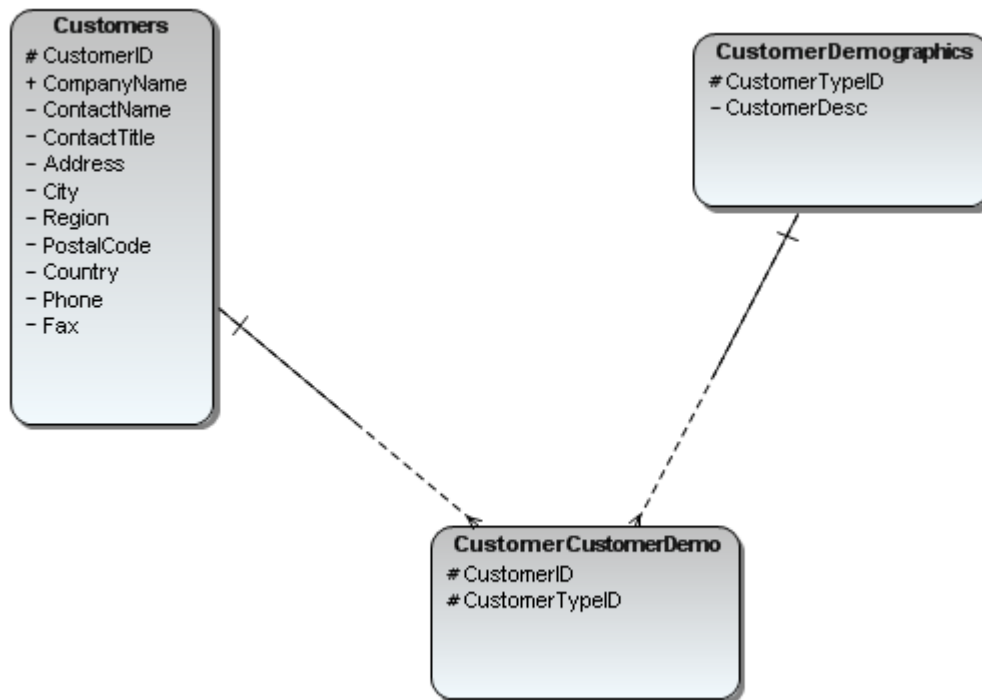 Customers
# CustomerID
+ CompanyName
- ContactName
- ContactTitle
- Address
- City
- Region
- PostalCode
- Country
- Phone
- Fax
CustomerDemographics
# CustomerTypeID
- CustomerDesc
CustomerCustomerDemo
# CustomerID
# CustomerTypeID